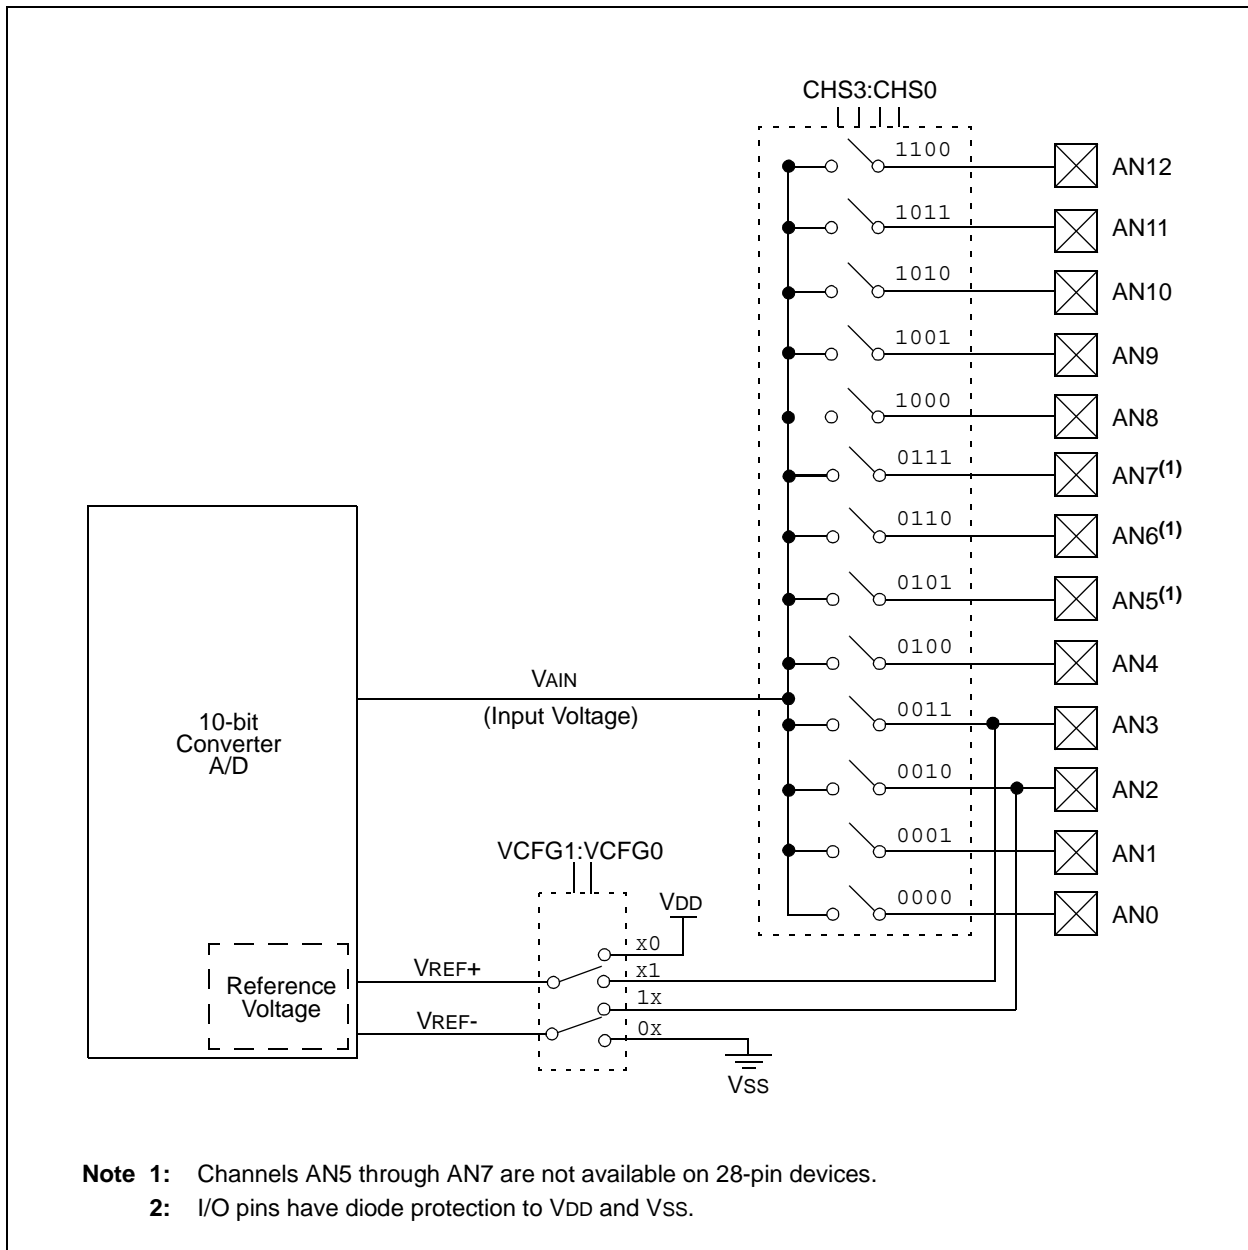 CHS3:CHS0
1100 AN12
1011 AN11
1010 AN10
1001 AN9
1000 AN8
0111 AN7(1)
0110 AN6(1)
0101 AN5(1)
0100 AN4
VAIN
(Input Voltage)
0011 AN3
10-bit
Converter
A/D
0010 AN2
0001 AN1
0000 AN0
VCFG1:VCFG0
VDD
x0
x1
1x
0x
VREF+
VREF-
Reference
Voltage
VSS
Note 1: Channels AN5 through AN7 are not available on 28-pin devices.
2: I/O pins have diode protection to VDD and VSS.